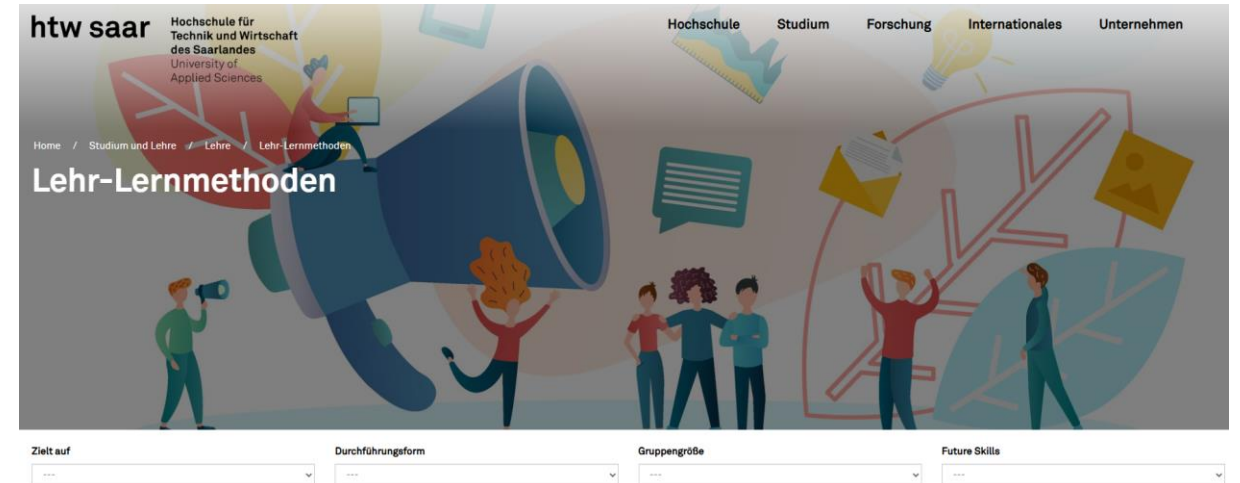 htw saar
Hochschule für
Technik und Wirtschaft
des Saarlandes
University of
Applied Sciences
Hochschule Studium Forschung Internationales Unternehmen
Home / Studium und Lehre / Lehre / Lehr-Lernmethoden
Lehr-Lernmethoden
Zielt auf Durchführungsform Gruppengröße Future Skills
--- --- --- ---